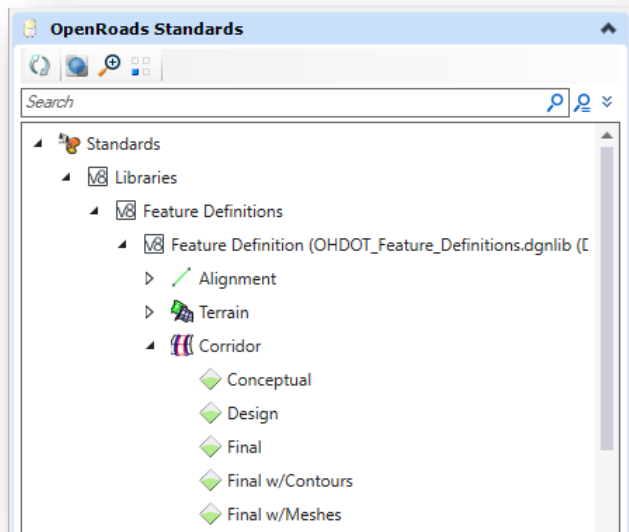 OpenRoads Standards
Search
Standards
Libraries
Feature Definitions
Feature Definition (OHDOT_Feature_Definitions.dgnlib (D
Alignment
Terrain
Corridor
Conceptual
Design
Final
Final w/Contours
Final w/Meshes